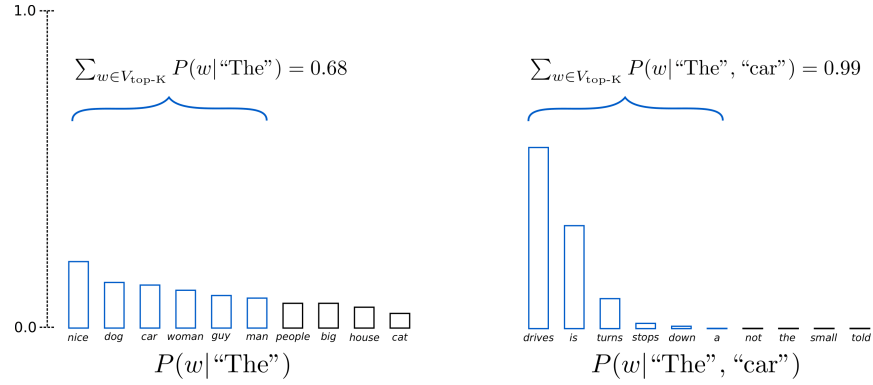 1.0
∑w∈Vtop-K P(w|“The”) = 0.68
∑w∈Vtop-K P(w|“The”, “car”) = 0.99
0.0
nice dog car woman guy man people big house cat
drives is turns stops down a not the small told
P(w|“The”)
P(w|“The”, “car”)